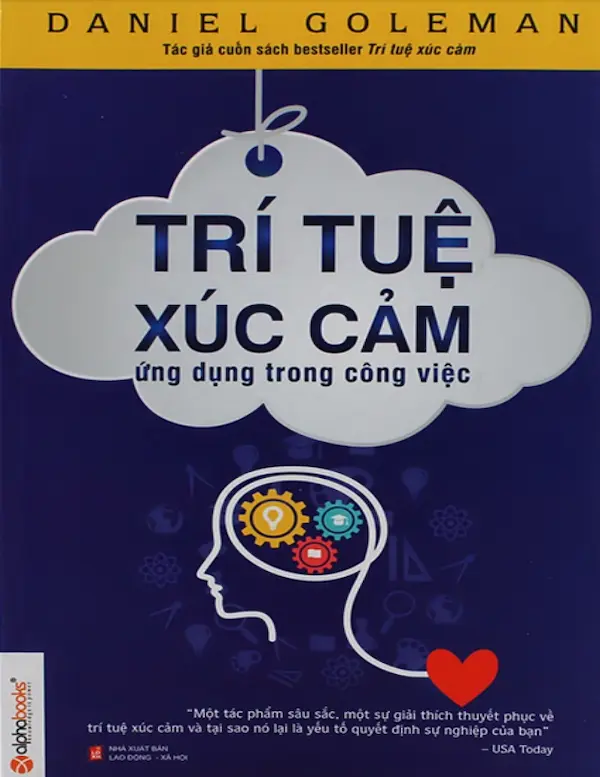 DANIEL GOLEMAN
Tác giả cuốn sách bestseller Trí tuệ xúc cảm
TRÍ TUỆ
XÚC CẢM
ứng dụng trong công việc
"Một tác phẩm sâu sắc, một sự giải thích thuyết phục về
trí tuệ xúc cảm và tại sao nó lại là yếu tố quyết định sự nghiệp của bạn"
– USA Today
alphabooks®
knowledge is power
NHÀ XUẤT BẢN
LAO ĐỘNG - XÃ HỘI